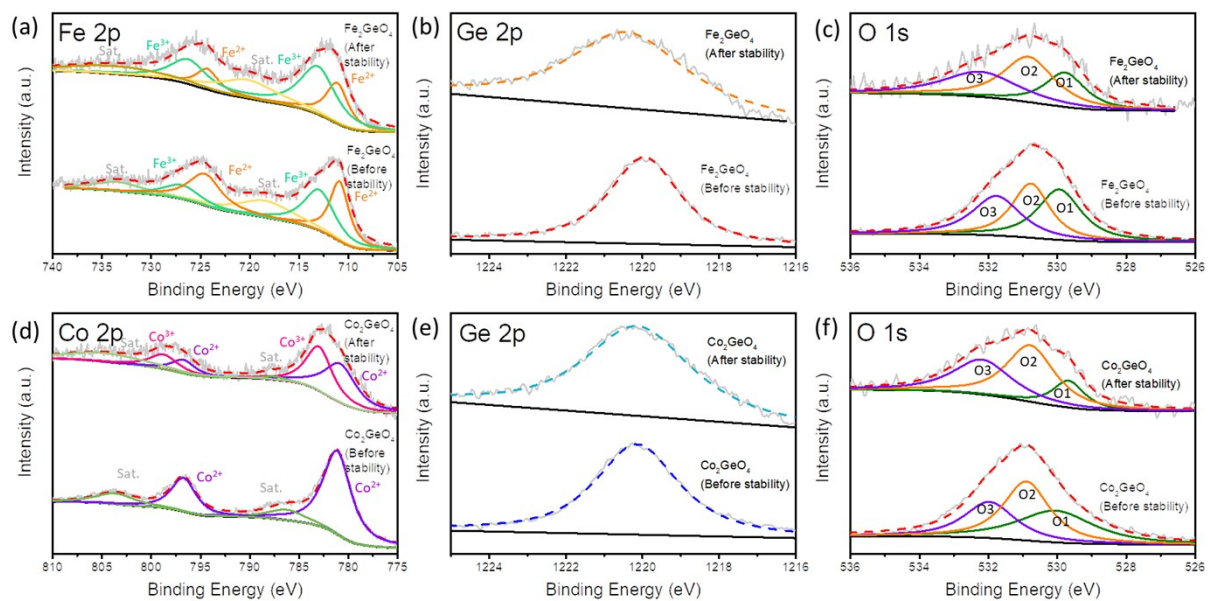 (a) Fe 2p
Fe₂GeO₄
(After
stability)
Sat.
Fe³⁺
Fe²⁺
Sat.
Fe³⁺
Fe²⁺
Fe₂GeO₄
(Before
stability)
Sat.
Fe³⁺
Fe²⁺
Sat.
Fe³⁺
Fe²⁺
Intensity (a.u.)
740 735 730 725 720 715 710 705
Binding Energy (eV)
(b) Ge 2p
Fe₂GeO₄
(After stability)
Fe₂GeO₄
(Before stability)
Intensity (a.u.)
1224 1222 1220 1218 1216
Binding Energy (eV)
(c) O 1s
Fe₂GeO₄
(After stability)
O3
O2
O1
Fe₂GeO₄
(Before stability)
O3
O2
O1
Intensity (a.u.)
536 534 532 530 528 526
Binding Energy (eV)
(d) Co 2p
Co₂GeO₄
(After
stability)
Sat.
Co³⁺
Co²⁺
Sat.
Co³⁺
Co²⁺
Co₂GeO₄
(Before
stability)
Sat.
Co²⁺
Sat.
Co²⁺
Intensity (a.u.)
810 805 800 795 790 785 780 775
Binding Energy (eV)
(e) Ge 2p
Co₂GeO₄
(After stability)
Co₂GeO₄
(Before stability)
Intensity (a.u.)
1224 1222 1220 1218 1216
Binding Energy (eV)
(f) O 1s
Co₂GeO₄
(After stability)
O3
O2
O1
Co₂GeO₄
(Before stability)
O3
O2
O1
Intensity (a.u.)
536 534 532 530 528 526
Binding Energy (eV)